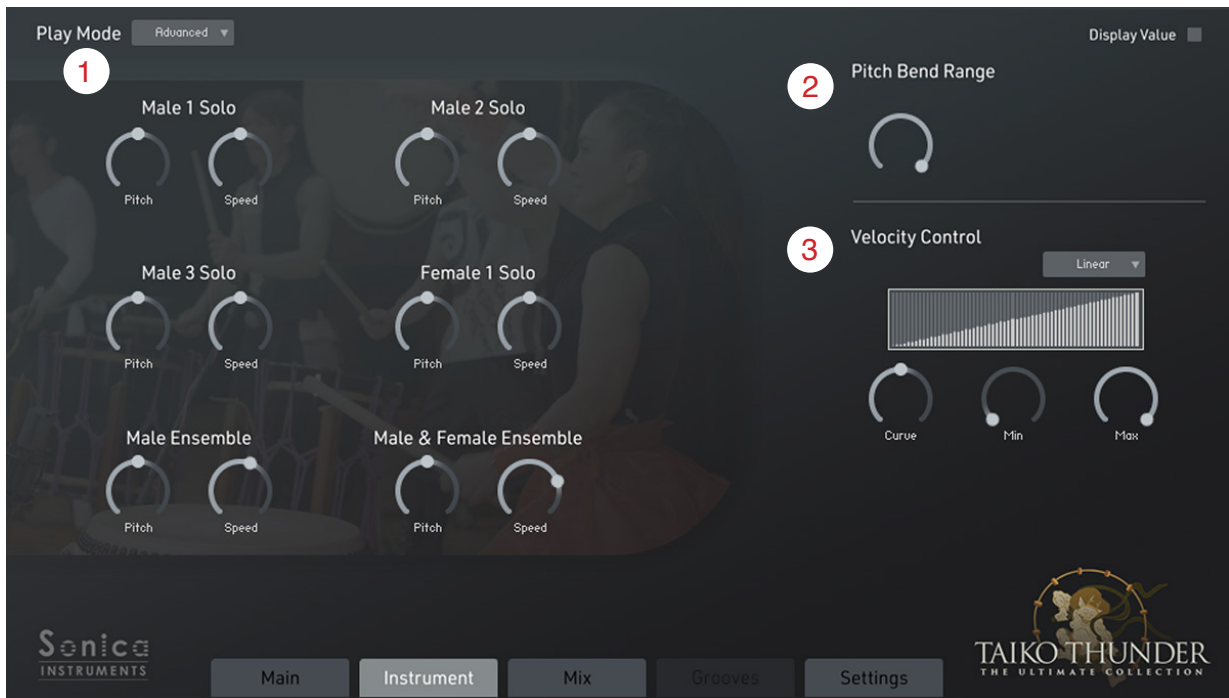 Play Mode Advanced
Display Value
1
Male 1 Solo
Pitch Speed
Male 2 Solo
Pitch Speed
Male 3 Solo
Pitch Speed
Female 1 Solo
Pitch Speed
Male Ensemble
Pitch Speed
Male & Female Ensemble
Pitch Speed
2
Pitch Bend Range
3
Velocity Control
Linear
Curve Min Max
Sonica
INSTRUMENTS
Main Instrument Mix Grooves Settings
TAIKO THUNDER
THE ULTIMATE COLLECTION